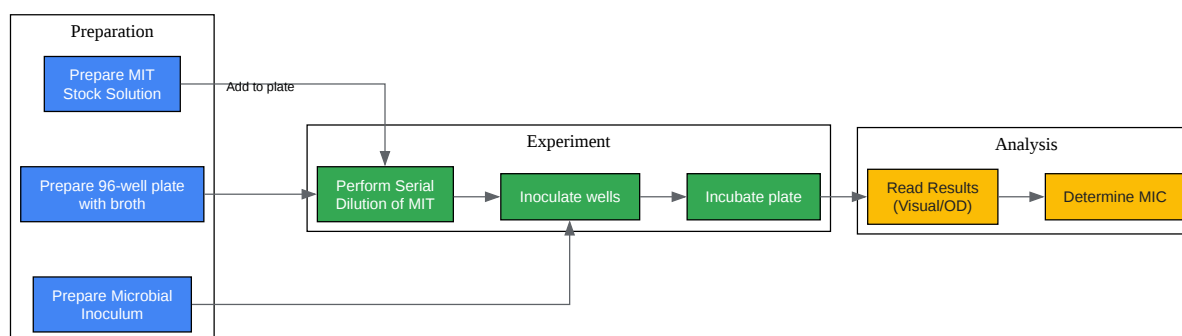 Preparation
Prepare MIT
Stock Solution
Add to plate
Prepare 96-well plate
with broth
Prepare Microbial
Inoculum
Experiment
Perform Serial
Dilution of MIT
Inoculate wells
Incubate plate
Analysis
Read Results
(Visual/OD)
Determine MIC